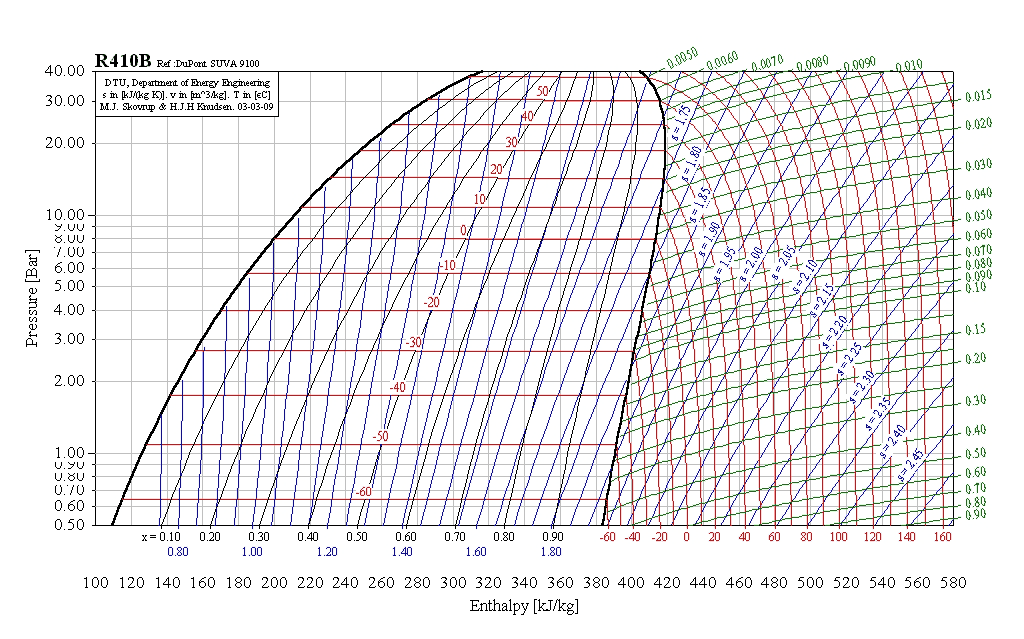 R410B Ref :DuPont SUVA 9100
DTU, Department of Energy Engineering
s in [kJ/(kg K)]. v in [m^3/kg]. T in [єC]
M.J. Skovrup & H.J.H Knudsen. 03-03-09
0.0050 0.0060 0.0070 0.0080 0.0090 0.010
0.015
0.020
0.030
0.040
0.050
0.060
0.070
0.080
0.090
0.10
0.15
0.20
0.30
0.40
0.50
0.60
0.70
0.80
0.90
40.00
30.00
20.00
10.00
9.00
8.00
7.00
6.00
5.00
4.00
3.00
2.00
1.00
0.90
0.80
0.70
0.60
0.50
Pressure [Bar]
50
40
30
20
10
0
-10
-20
-30
-40
-50
-60
s = 1.75
s = 1.80
s = 1.85
s = 1.90
s = 1.95
s = 2.00
s = 2.05
s = 2.10
s = 2.15
s = 2.20
s = 2.25
s = 2.30
s = 2.35
s = 2.40
s = 2.45
x = 0.10 0.20 0.30 0.40 0.50 0.60 0.70 0.80 0.90
-60 -40 -20 0 20 40 60 80 100 120 140 160
0.80 1.00 1.20 1.40 1.60 1.80
100 120 140 160 180 200 220 240 260 280 300 320 340 360 380 400 420 440 460 480 500 520 540 560 580
Enthalpy [kJ/kg]